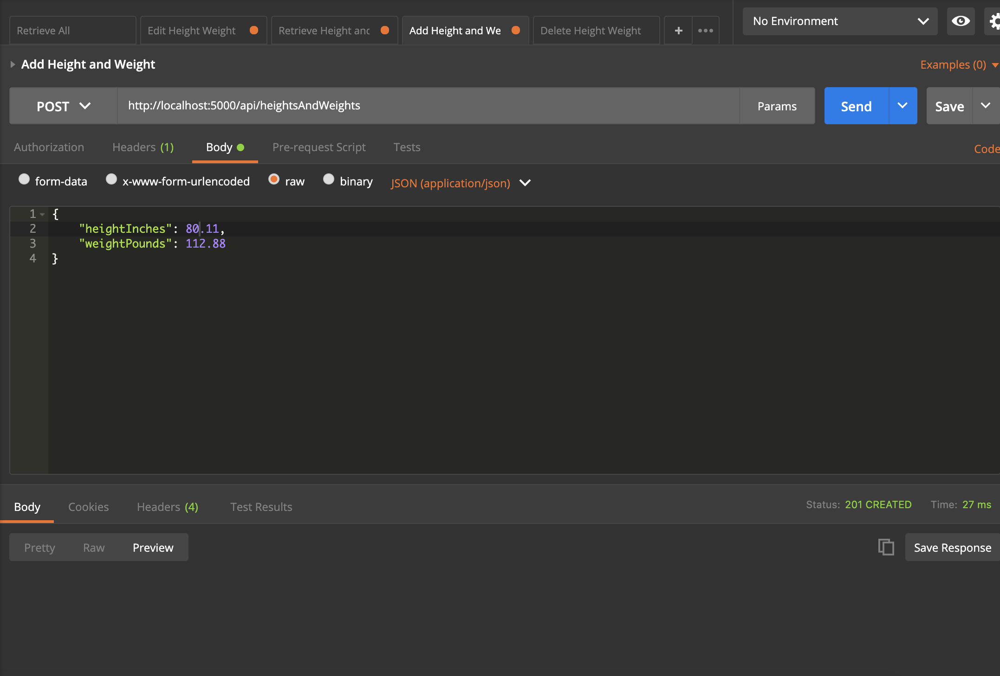 Retrieve All
Edit Height Weight
Retrieve Height anc
Add Height and We
Delete Height Weight
+
No Environment
Add Height and Weight
Examples (0)
POST
http://localhost:5000/api/heightsAndWeights
Params
Send
Save
Authorization
Headers (1)
Body
Pre-request Script
Tests
Code
form-data
x-www-form-urlencoded
raw
binary
JSON (application/json)
1 {
2 "heightInches": 80.11,
3 "weightPounds": 112.88
4 }
Body
Cookies
Headers (4)
Test Results
Status: 201 CREATED
Time: 27 ms
Pretty
Raw
Preview
Save Response